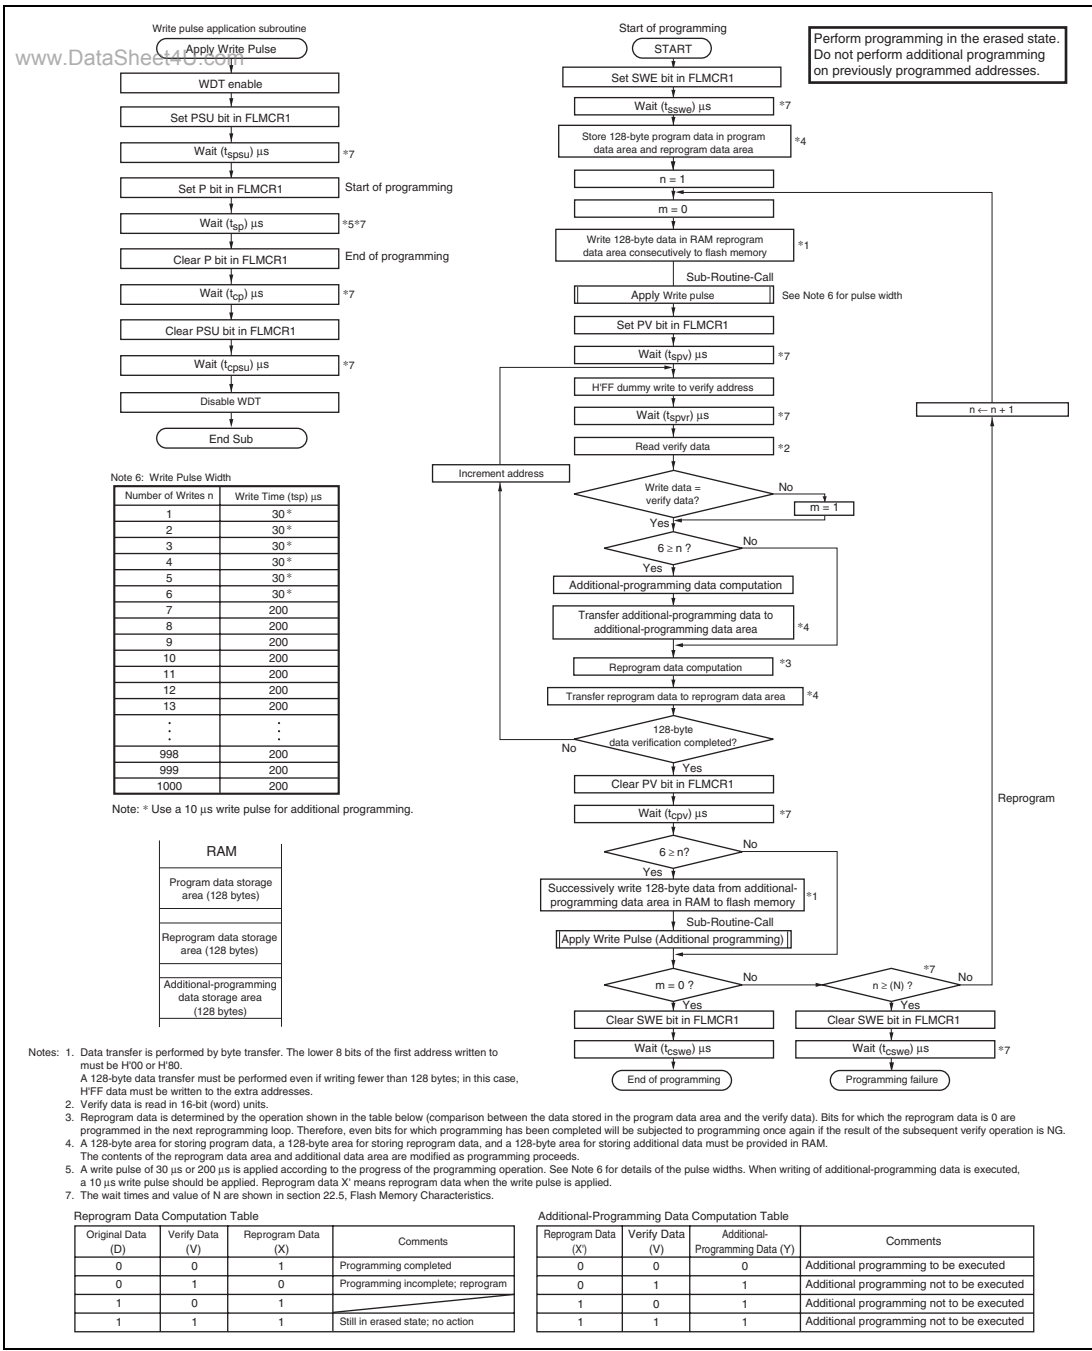 Write pulse application subroutine
Apply Write Pulse
www.DataSheet4U.com
WDT enable
Set PSU bit in FLMCR1
Wait (tspsu) μs
*7
Set P bit in FLMCR1
Start of programming
Wait (tsp) μs
*5*7
Clear P bit in FLMCR1
End of programming
Wait (tcp) μs
*7
Clear PSU bit in FLMCR1
Wait (tcpsu) μs
*7
Disable WDT
End Sub
Start of programming
START
Perform programming in the erased state.
Do not perform additional programming
on previously programmed addresses.
Set SWE bit in FLMCR1
Wait (tsswe) μs
*7
Store 128-byte program data in program
data area and reprogram data area
*4
n = 1
m = 0
Write 128-byte data in RAM reprogram
data area consecutively to flash memory
*1
Sub-Routine-Call
Apply Write pulse
See Note 6 for pulse width
Set PV bit in FLMCR1
Wait (tspv) μs
*7
H'FF dummy write to verify address
Wait (tspvr) μs
*7
Read verify data
*2
Increment address
Write data =
verify data?
No
m = 1
Yes
6 ≥ n ?
No
Yes
Additional-programming data computation
Transfer additional-programming data to
additional-programming data area
*4
Reprogram data computation
*3
Transfer reprogram data to reprogram data area
*4
128-byte
data verification completed?
No
Yes
Clear PV bit in FLMCR1
Wait (tcpv) μs
*7
6 ≥ n?
No
Yes
Successively write 128-byte data from additional-
programming data area in RAM to flash memory
*1
Sub-Routine-Call
Apply Write Pulse (Additional programming)
m = 0 ?
No
Yes
n ≥ (N) ?
*7
No
Yes
n ← n + 1
Reprogram
Clear SWE bit in FLMCR1
Clear SWE bit in FLMCR1
Wait (tcswe) μs
Wait (tcswe) μs
*7
End of programming
Programming failure
Note 6: Write Pulse Width
Number of Writes n Write Time (tsp) μs
1 30 *
2 30 *
3 30 *
4 30 *
5 30 *
6 30 *
7 200
8 200
9 200
10 200
11 200
12 200
13 200
998 200
999 200
1000 200
Note: * Use a 10 μs write pulse for additional programming.
RAM
Program data storage
area (128 bytes)
Reprogram data storage
area (128 bytes)
Additional-programming
data storage area
(128 bytes)
Notes: 1. Data transfer is performed by byte transfer. The lower 8 bits of the first address written to
must be H'00 or H'80.
A 128-byte data transfer must be performed even if writing fewer than 128 bytes; in this case,
H'FF data must be written to the extra addresses.
2. Verify data is read in 16-bit (word) units.
3. Reprogram data is determined by the operation shown in the table below (comparison between the data stored in the program data area and the verify data). Bits for which the reprogram data is 0 are
programmed in the next reprogramming loop. Therefore, even bits for which programming has been completed will be subjected to programming once again if the result of the subsequent verify operation is NG.
4. A 128-byte area for storing program data, a 128-byte area for storing reprogram data, and a 128-byte area for storing additional data must be provided in RAM.
The contents of the reprogram data area and additional data area are modified as programming proceeds.
5. A write pulse of 30 μs or 200 μs is applied according to the progress of the programming operation. See Note 6 for details of the pulse widths. When writing of additional-programming data is executed,
a 10 μs write pulse should be applied. Reprogram data X' means reprogram data when the write pulse is applied.
7. The wait times and value of N are shown in section 22.5, Flash Memory Characteristics.
Reprogram Data Computation Table
Original Data (D) Verify Data (V) Reprogram Data (X) Comments
0 0 1 Programming completed
0 1 0 Programming incomplete; reprogram
1 0 1
1 1 1 Still in erased state; no action
Additional-Programming Data Computation Table
Reprogram Data (X') Verify Data (V) Additional-Programming Data (Y) Comments
0 0 0 Additional programming to be executed
0 1 1 Additional programming not to be executed
1 0 1 Additional programming not to be executed
1 1 1 Additional programming not to be executed